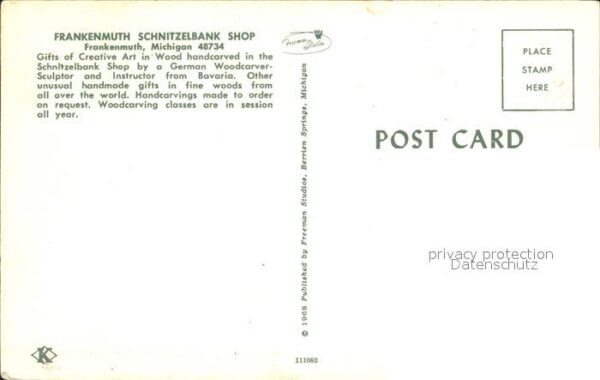 FRANKENMUTH SCHNITZELBANK SHOP
Frankenmuth, Michigan 48734
Gifts of Creative Art in Wood handcarved in the
Schnitzelbank Shop by a German Woodcarver-
Sculptor and Instructor from Bavaria. Other
unusual handmade gifts in fine woods from
all over the world. Handcarvings made to order
on request. Woodcarving classes are in session
all year.
© 1968 Published by Freeman Studios, Berrien Springs, Michigan
PLACE
STAMP
HERE
POST CARD
privacy protection
Datenschutz
K
111983